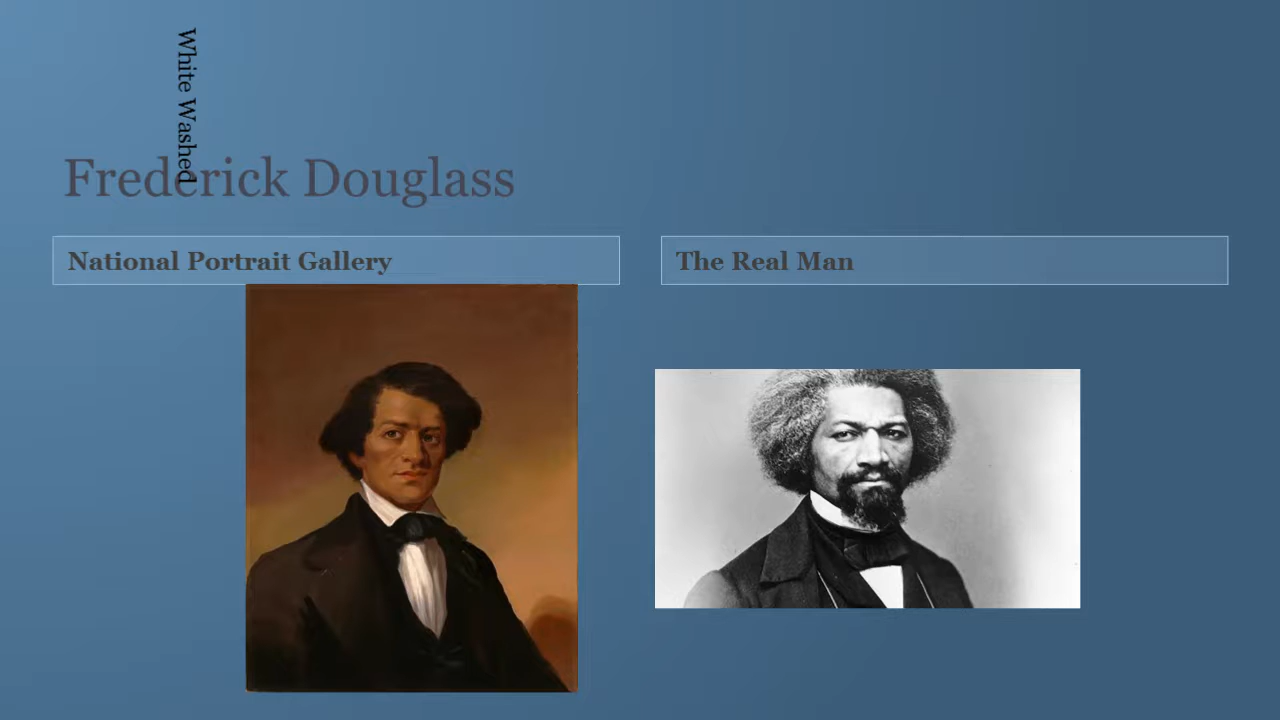 White Washed
Frederick Douglass
National Portrait Gallery
The Real Man